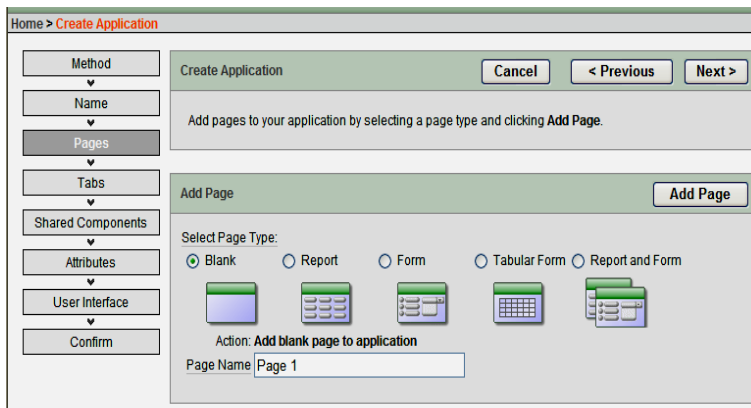 Home > Create Application
Method
Name
Pages
Tabs
Shared Components
Attributes
User Interface
Confirm
Create Application
Cancel
< Previous
Next >
Add pages to your application by selecting a page type and clicking Add Page.
Add Page
Add Page
Select Page Type:
Blank
Report
Form
Tabular Form
Report and Form
Action: Add blank page to application
Page Name Page 1